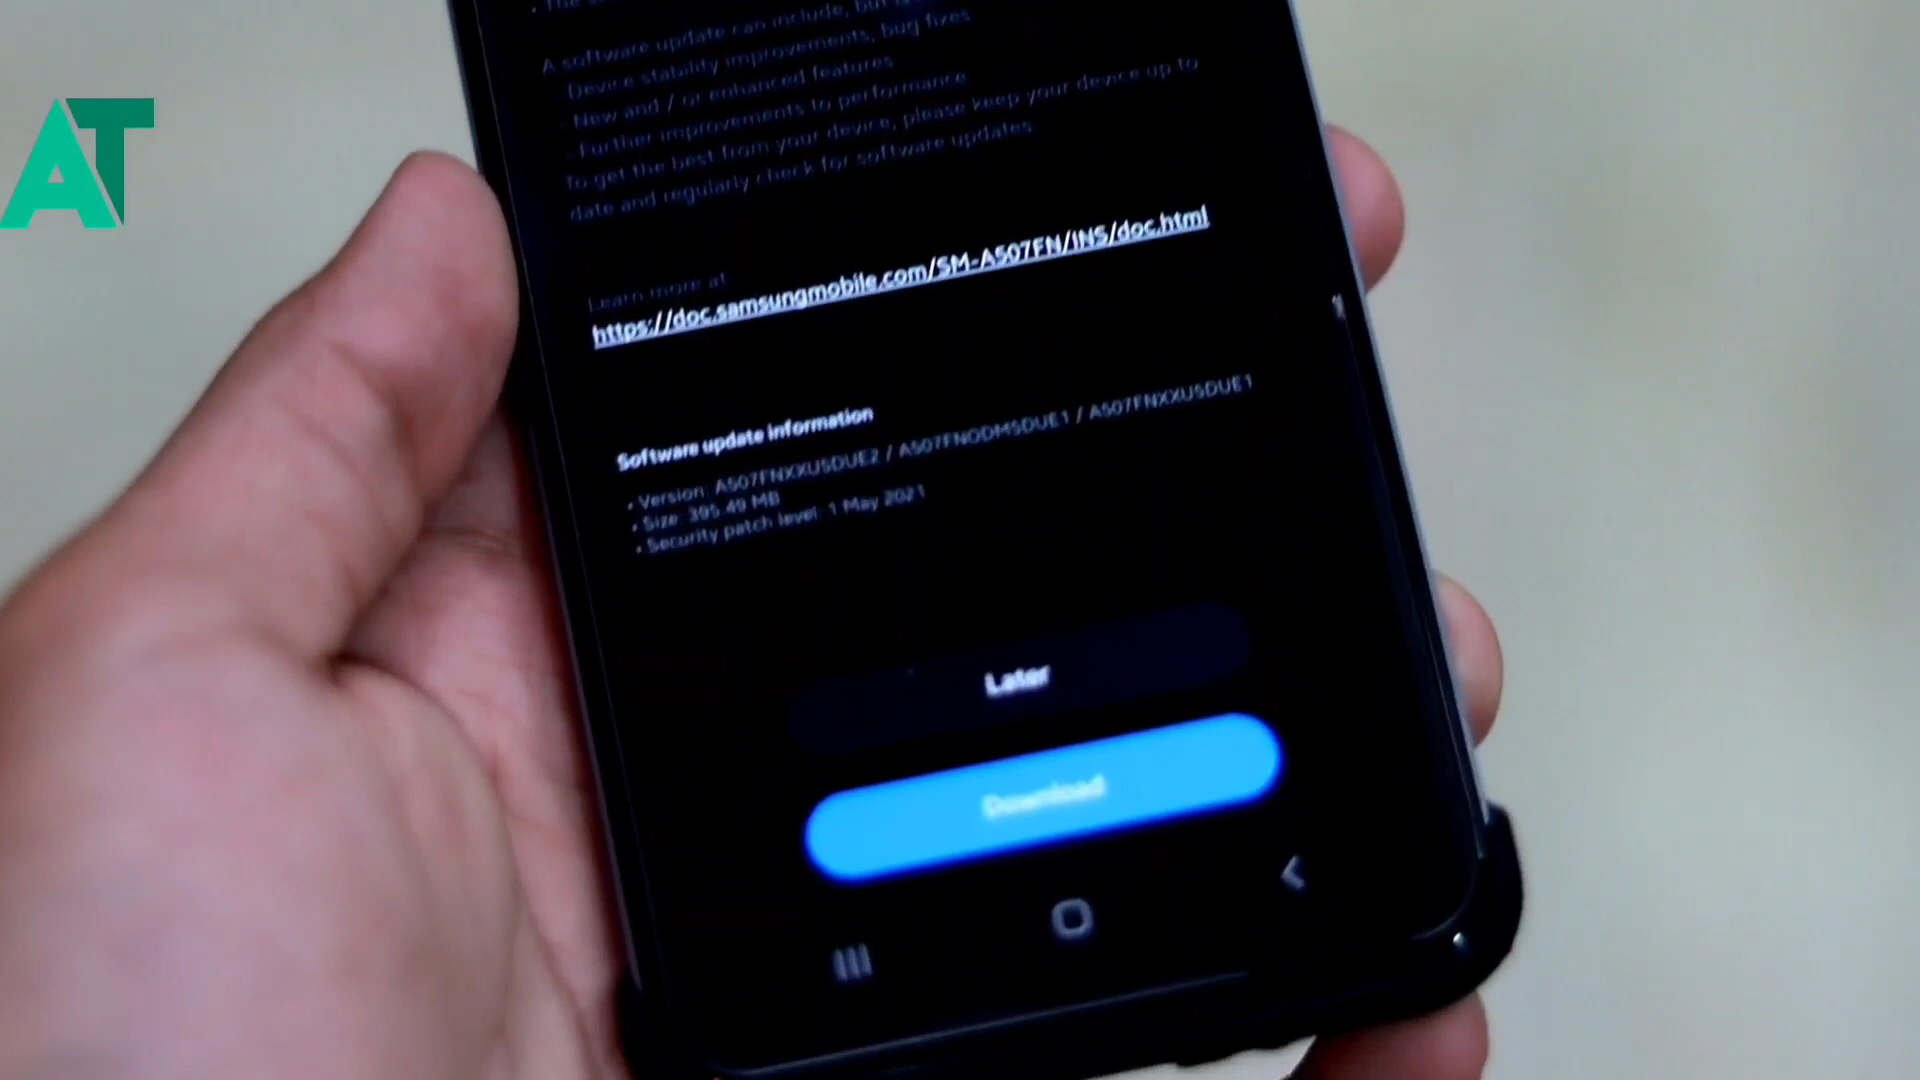 AT
A software update can include, but
- Device stability improvements, bug fixes
- New and / or enhanced features
- Further improvements to performance
To get the best from your device, please keep your device up to
date and regularly check for software updates
Learn more at
https://doc.samsungmobile.com/SM-A507FN/INS/doc.html
Software update information
• Version: A507FNXXU5DUE2 / A507FNODM5DUE1 / A507FNXXU5DUE1
• Size: 395.49 MB
• Security patch level: 1 May 2021
Later
Download